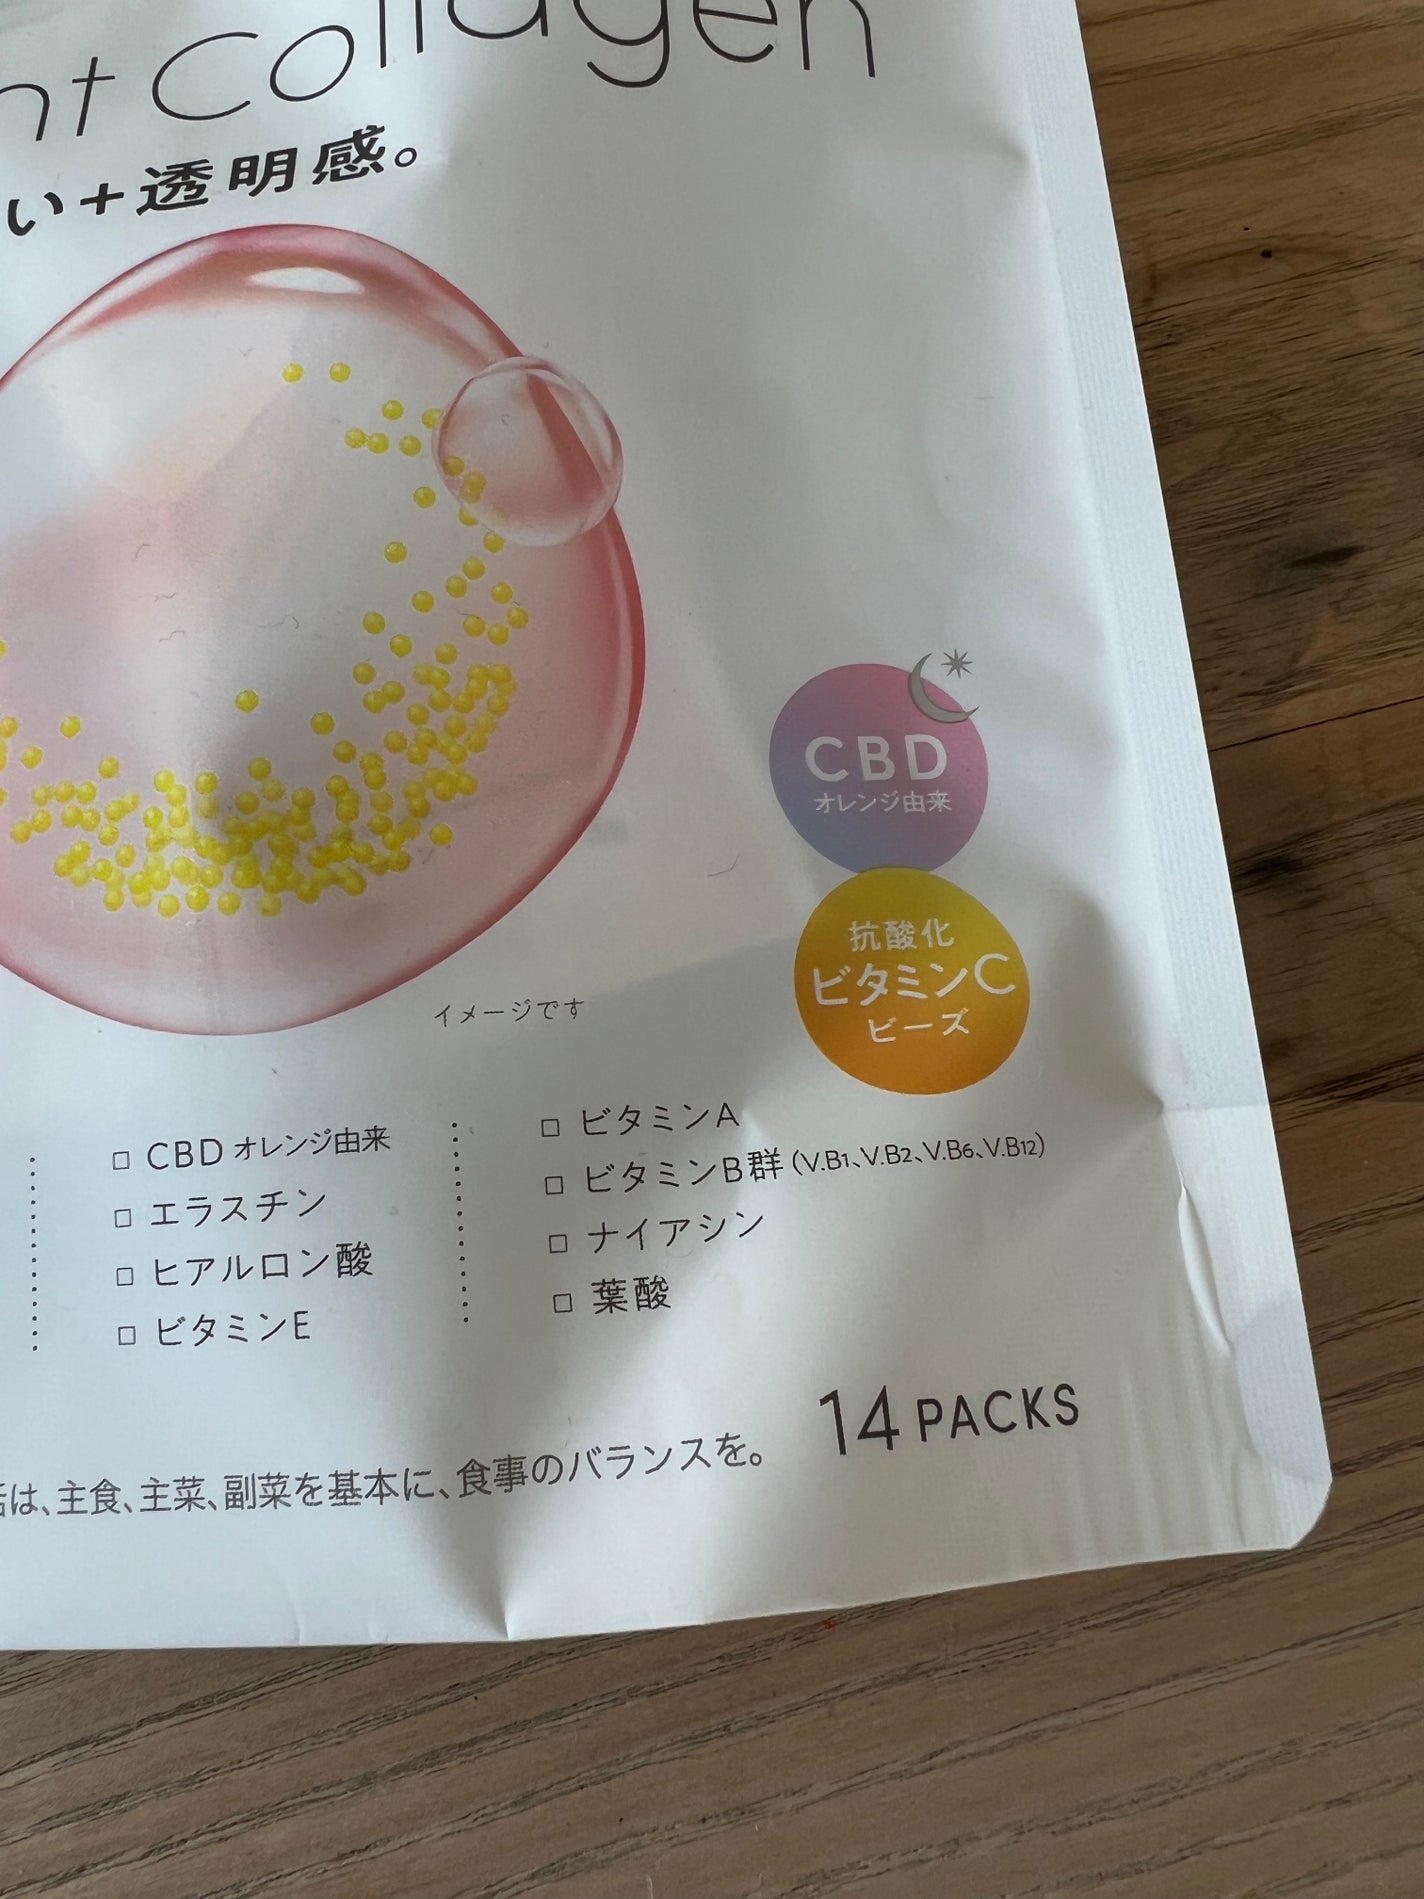 nt Collagen
い+透明感。
CBD
オレンジ由来
抗酸化
ビタミンC
ビーズ
イメージです
□ CBD オレンジ由来
□ エラスチン
□ ヒアルロン酸
□ ビタミンE
□ ビタミンA
□ ビタミンB群 (V.B1、V.B2、V.B6、V.B12)
□ ナイアシン
□ 葉酸
14 PACKS
は、主食、主菜、副菜を基本に、食事のバランスを。